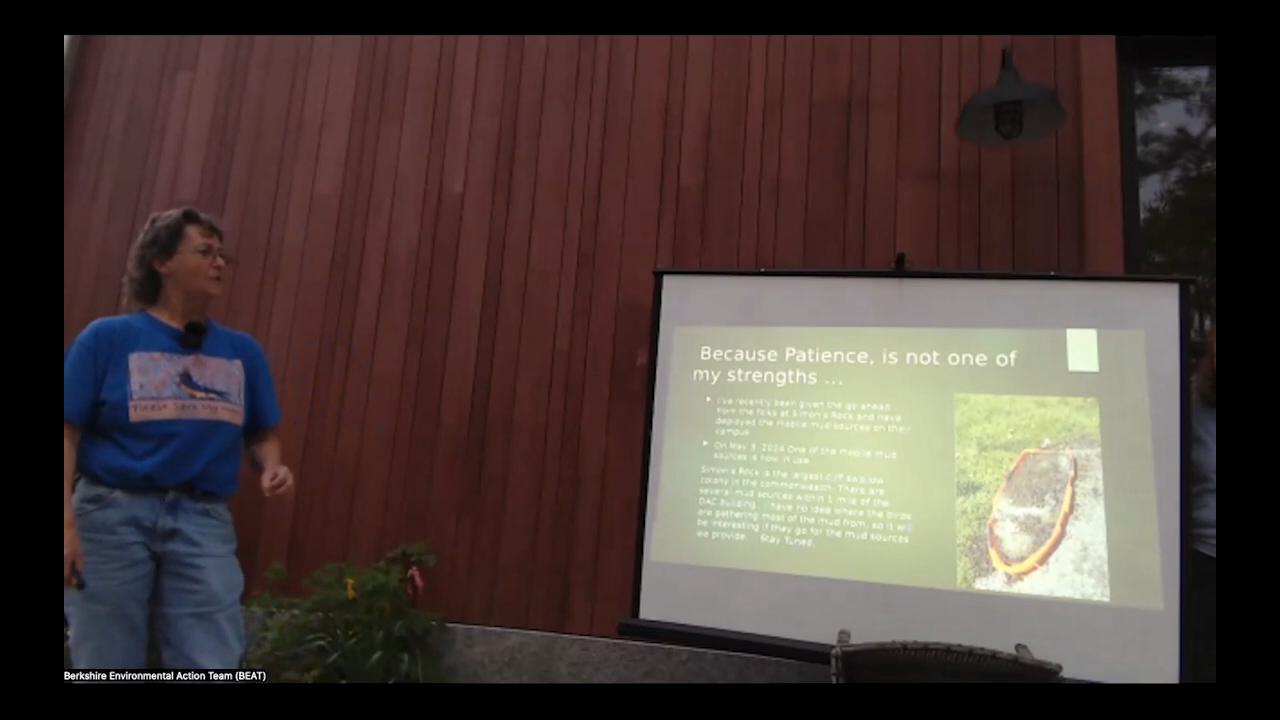 Because Patience, is not one of
my strengths ...
I've recently been given the go ahead
from the folks at Simon's Rock and have
deployed the mobile mud sources on their
campus
On May 3, 2024 One of the mobile mud
sources is now in use.
Simon's Rock is the largest cliff swallow
colony in the commonwealth. There are
several mud sources within 1 mile of the
DAC building. I have no idea where the birds
are gathering most of the mud from, so it will
be interesting if they go for the mud sources
we provide. Stay Tuned.
Berkshire Environmental Action Team (BEAT)